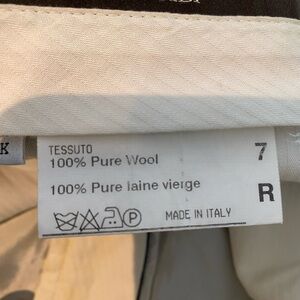 K
TESSUTO
100% Pure Wool
7
100% Pure laine vierge
R
P
MADE IN ITALY